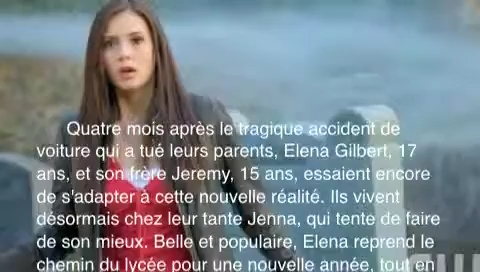 Quatre mois après le tragique accident de
voiture qui a tué leurs parents, Elena Gilbert, 17
ans, et son frère Jeremy, 15 ans, essaient encore
de s'adapter à cette nouvelle réalité. Ils vivent
désormais chez leur tante Jenna, qui tente de faire
de son mieux. Belle et populaire, Elena reprend le
chemin du lycée pour une nouvelle année, tout en